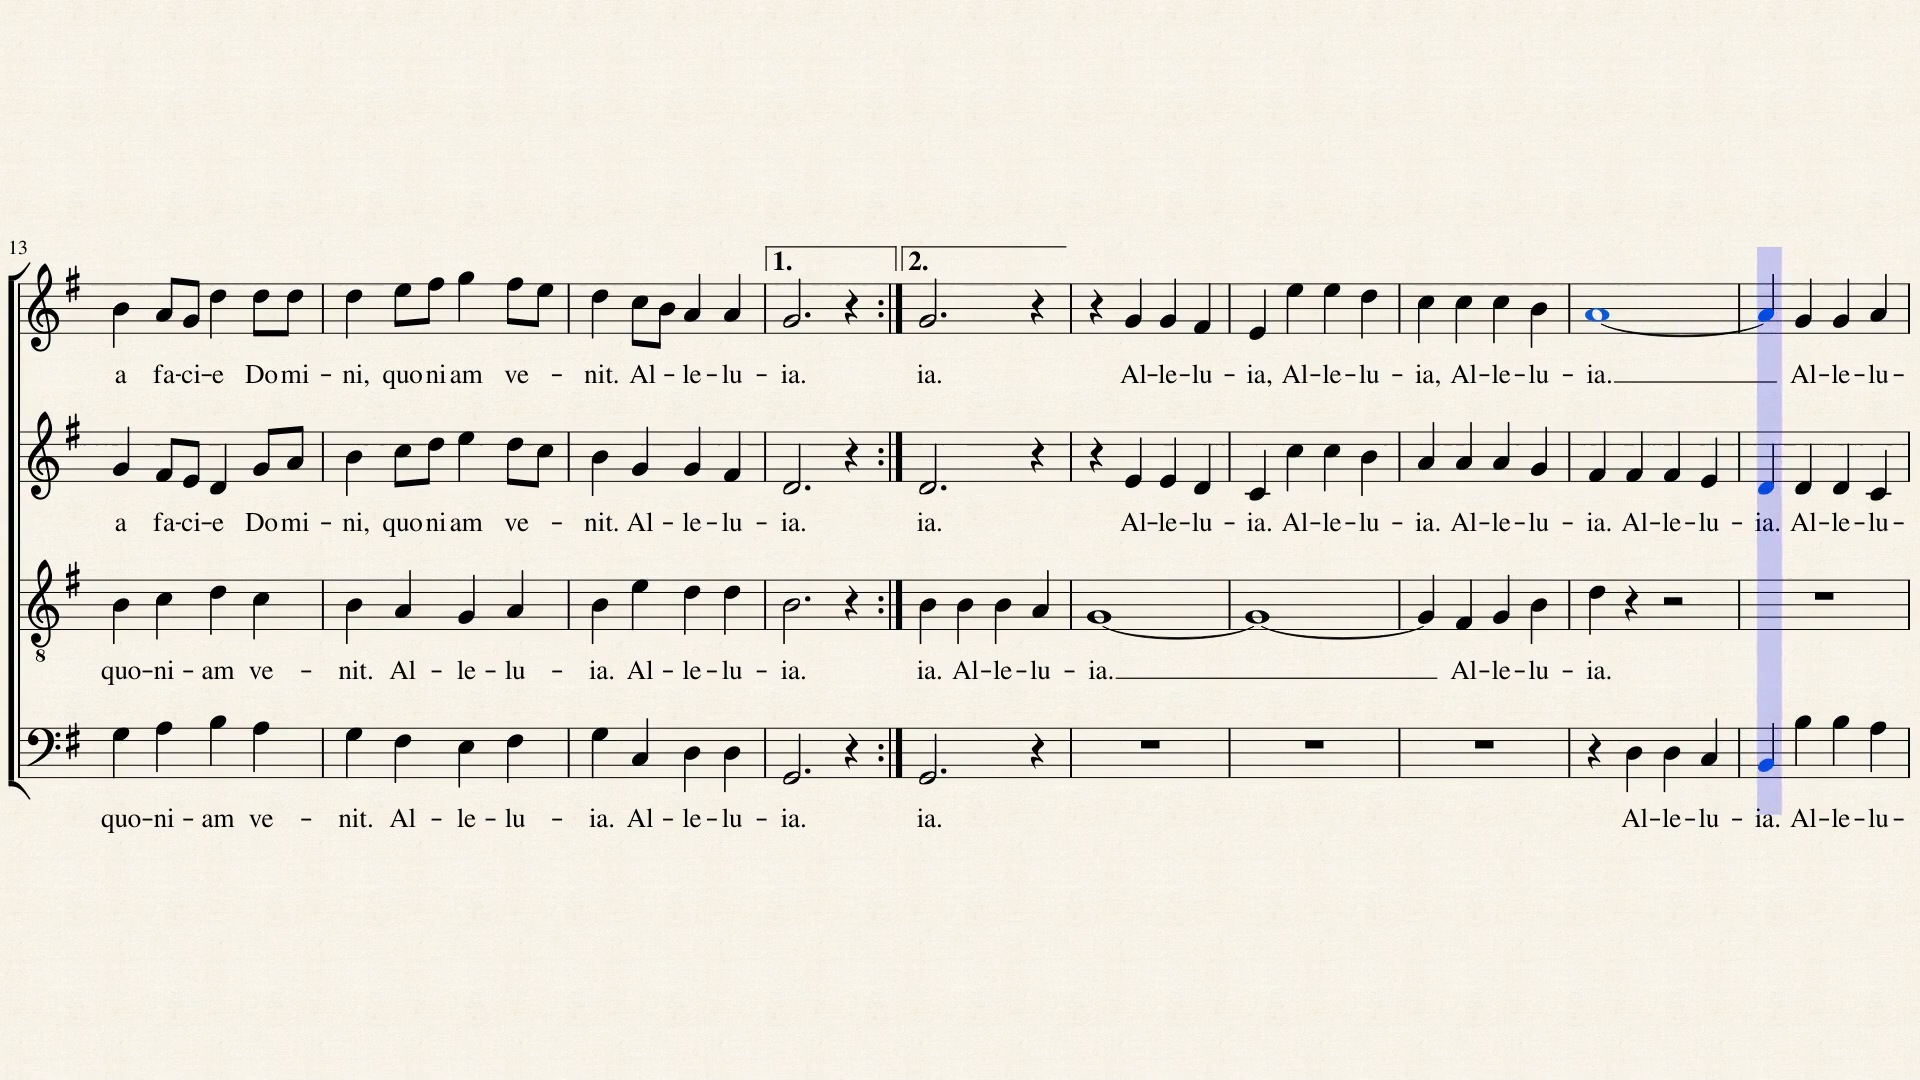 13
1. 2.
a fa-ci-e Domi - ni, quoniam ve - nit. Al - le - lu - ia. ia. Al-le-lu - ia, Al-le-lu - ia, Al-le-lu - ia.____ Al-le-lu-
a fa-ci-e Domi - ni, quoniam ve - nit. Al - le - lu - ia. ia. Al-le-lu - ia. Al-le-lu - ia. Al-le-lu - ia. Al-le-lu - ia. Al-le-lu-
8
quo-ni - am ve - nit. Al - le - lu - ia. Al - le - lu - ia. ia. Al-le-lu - ia.____ Al-le-lu - ia.
quo-ni - am ve - nit. Al - le - lu - ia. Al - le - lu - ia. ia. Al-le-lu - ia. Al-le-lu-